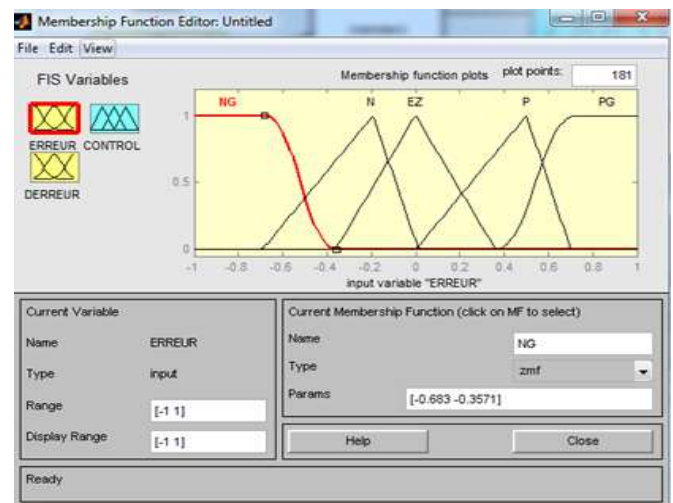 Membership Function Editor: Untitled
File Edit View
FIS Variables
ERREUR CONTROL
DERREUR
Membership function plots plot points: 181
NG N EZ P PG
1
0.5
0
-1 -0.8 -0.6 -0.4 -0.2 0 0.2 0.4 0.6 0.8 1
input variable "ERREUR"
Current Variable
Name ERREUR
Type input
Range [-1 1]
Display Range [-1 1]
Current Membership Function (click on MF to select)
Name NG
Type zmf
Params [-0.683 -0.3571]
Help Close
Ready